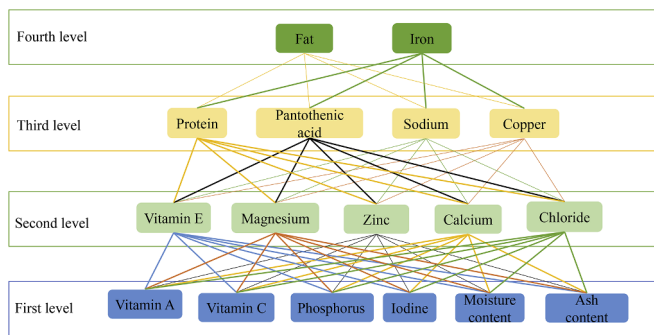 Fourth level
Fat
Iron
Third level
Protein
Pantothenic
acid
Sodium
Copper
Second level
Vitamin E
Magnesium
Zinc
Calcium
Chloride
First level
Vitamin A
Vitamin C
Phosphorus
Iodine
Moisture
content
Ash
content